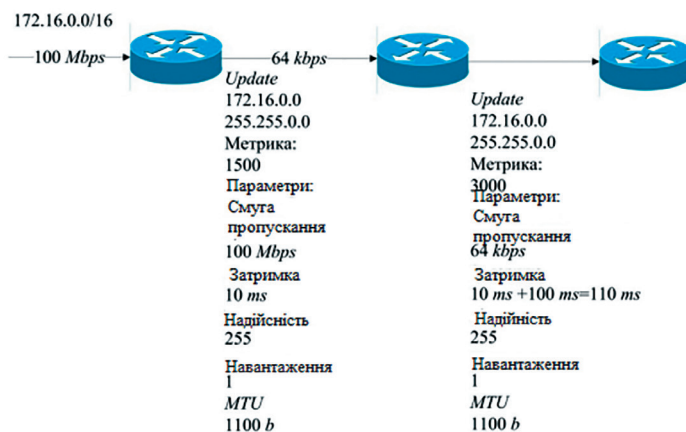 172.16.0.0/16
100 Mbps
64 kbps
Update
172.16.0.0
255.255.0.0
Метрика:
1500
Параметри:
Смуга
пропускання
100 Mbps
Затримка
10 ms
Надійсність
255
Навантаження
1
MTU
1100 b
Update
172.16.0.0
255.255.0.0
Метрика:
3000
Параметри:
Смуга
пропускання
64 kbps
Затримка
10 ms +100 ms=110 ms
Надійність
255
Навантаження
1
MTU
1100 b